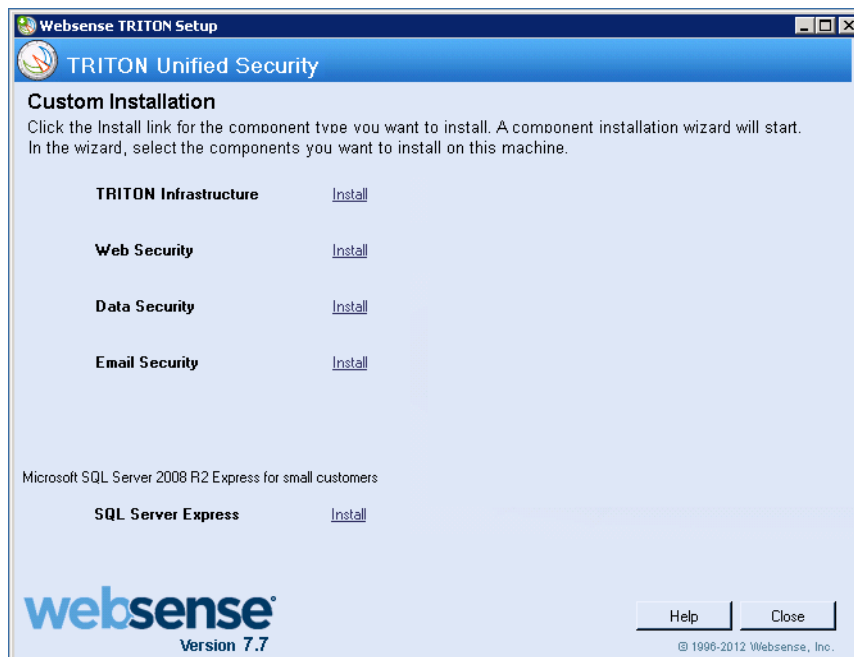 Websense TRITON Setup
TRITON Unified Security
Custom Installation
Click the Install link for the component type you want to install. A component installation wizard will start.
In the wizard, select the components you want to install on this machine.
TRITON Infrastructure Install
Web Security Install
Data Security Install
Email Security Install
Microsoft SQL Server 2008 R2 Express for small customers
SQL Server Express Install
websense
Version 7.7
Help Close
© 1996-2012 Websense, Inc.